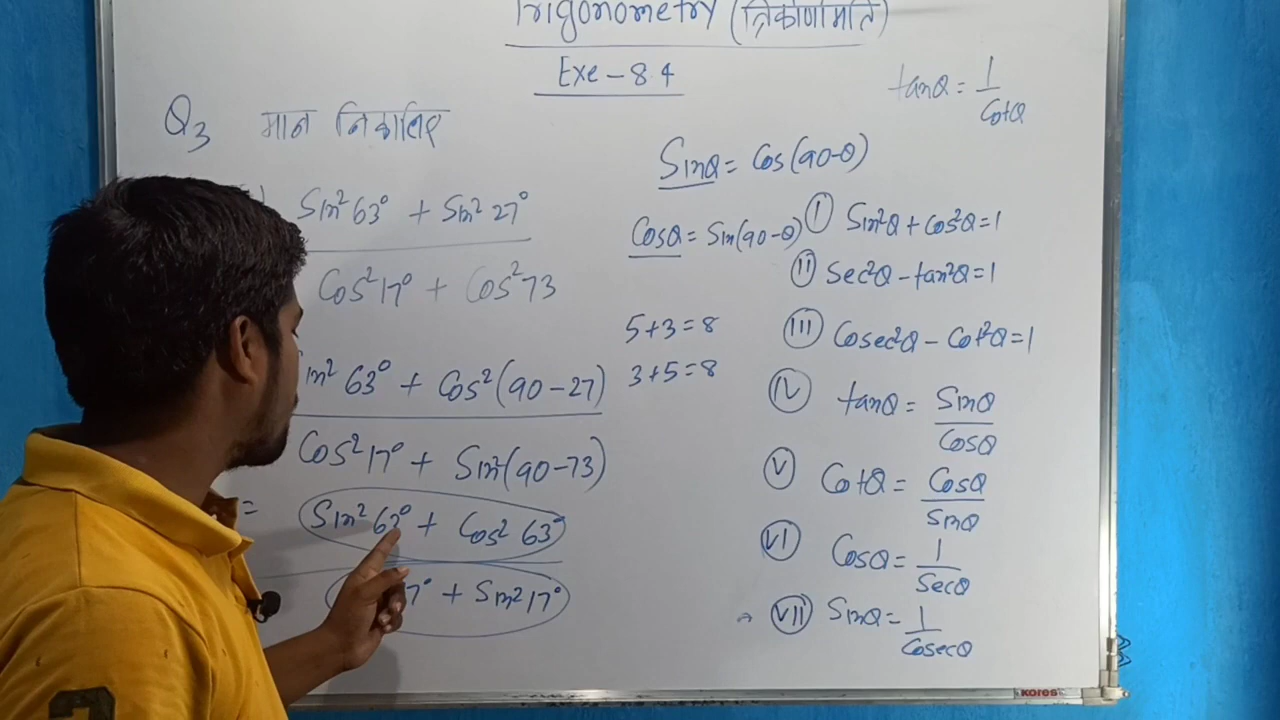 Trigonometry (त्रिकोणमिति)
Exe - 8.4
tanθ = 1/Cotθ
Q3 मान निकालिए
Sin²63° + Sin²27°
Cos²17° + Cos²73
Sin²63° + Cos²(90-27)
Cos²17° + Sin²(90-73)
= Sin²63° + Cos²63°
7° + Sin²17°
Sinθ = Cos(90-θ)
Cosθ = Sin(90-θ)
5+3=8
3+5=8
I Sin²θ + Cos²θ=1
II Sec²θ - tan²θ=1
III Cosec²θ - Cot²θ=1
IV tanθ = Sinθ/Cosθ
V Cotθ = Cosθ/Sinθ
VI Cosθ = 1/Secθ
VII Sinθ = 1/Cosecθ
KORES